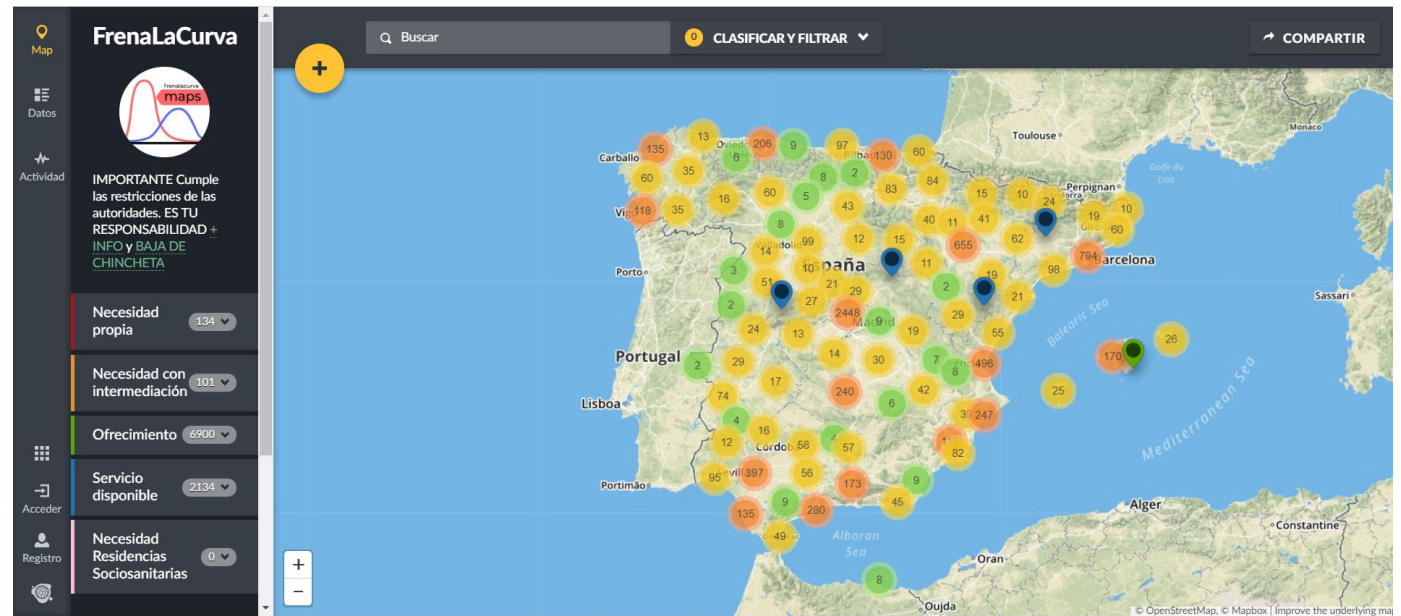 Map
Datos
Actividad
Acceder
Registro
FrenaLaCurva
frenalacurva
maps
IMPORTANTE Cumple
las restricciones de las
autoridades. ES TU
RESPONSABILIDAD +
INFO y BAJA DE
CHINCHETA
Necesidad
propia
134
Necesidad con
intermediación
101
Ofrecimiento 6900
Servicio
disponible
2134
Necesidad
Residencias
Sociosanitarias
0
+
Buscar
0 CLASIFICAR Y FILTRAR
COMPARTIR
Toulouse
Monaco
13
135
206
9
97
130
60
Carballo
6
Golfe du
Lion
60
35
8
2
83
84
Perpignan
118
35
16
60
5
43
15
10
24
19
10
60
8
40
11
41
62
655
794
Barcelona
14
99
12
15
España
11
98
Porto
3
51
10
21
29
19
2
21
Sassari
2
27
2448
9
Madrid
19
29
55
Balearic Sea
24
13
26
Portugal
2
29
14
30
7
8
496
170
17
240
42
25
Lisboa
74
6
247
4
16
Mediterranean Sea
12
Córdoba
58
57
82
95
397
56
173
9
45
Portimão
135
9
280
49
Alboran
Sea
Alger
Constantine
Oran
8
Oujda
+
−
© OpenStreetMap, © Mapbox | Improve the underlying map